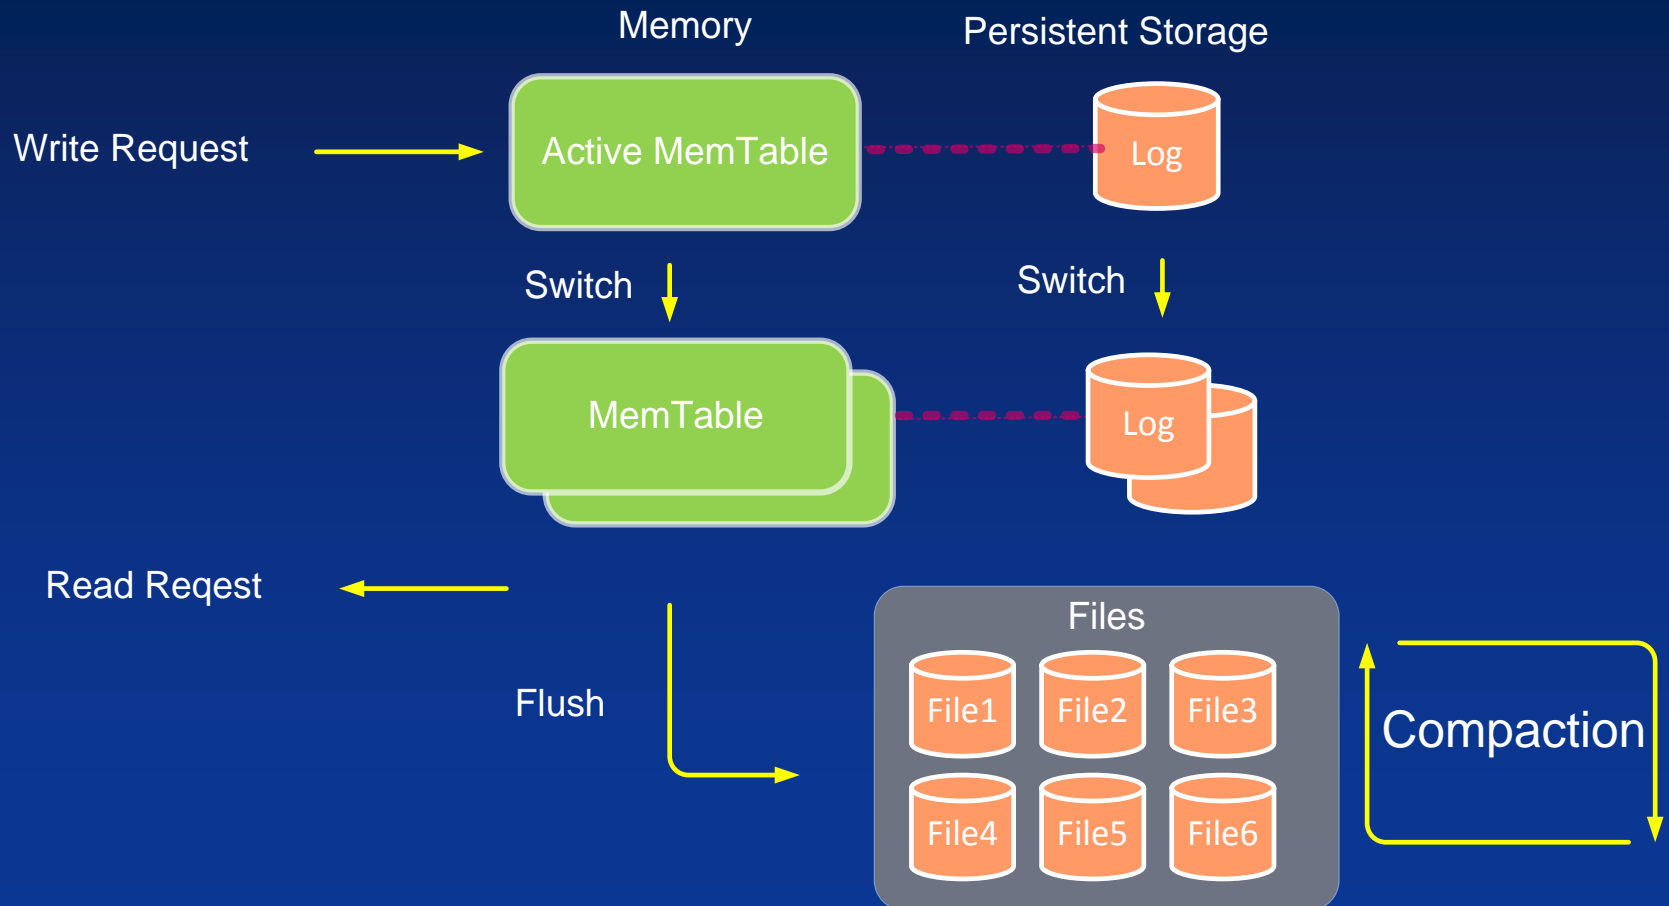 Memory
Persistent Storage
Write Request
Active MemTable
Log
Switch
Switch
MemTable
Log
Read Reqest
Files
File1
File2
File3
Flush
Compaction
File4
File5
File6